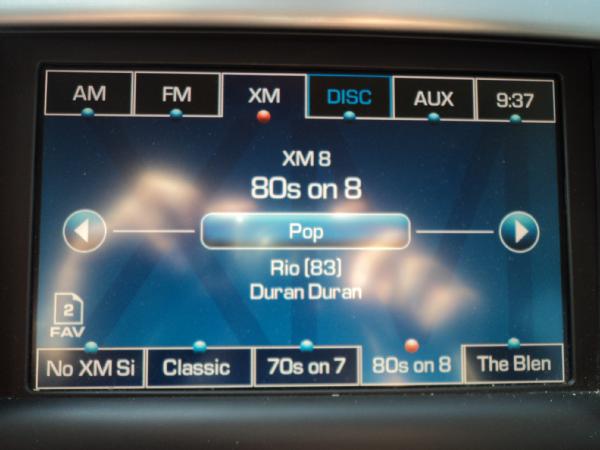 AM FM XM DISC AUX 9:37
XM 8
80s on 8
Pop
Rio (83)
Duran Duran
2
FAV
No XM Si Classic 70s on 7 80s on 8 The Blen